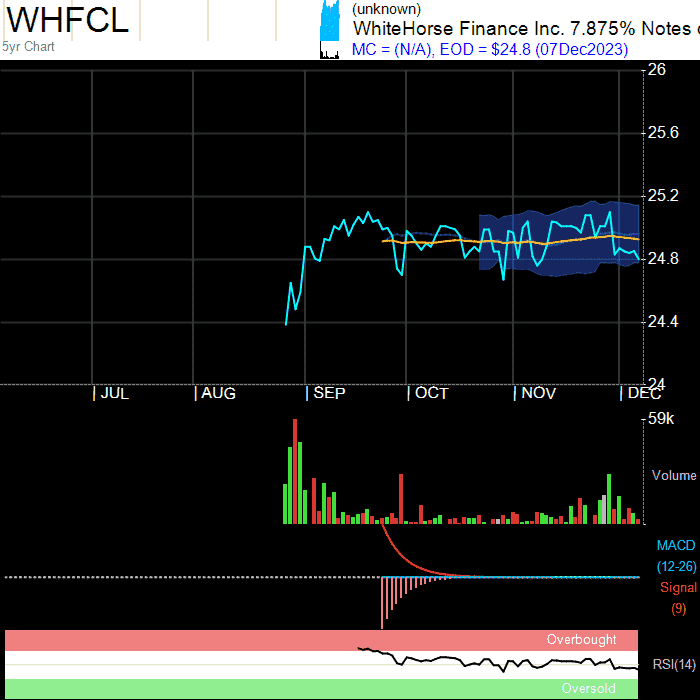 WHFCL
5yr Chart
(unknown)
WhiteHorse Finance Inc. 7.875% Notes
MC = (N/A), EOD = $24.8 (07Dec2023)
26
25.6
25.2
24.8
24.4
24
| JUL | AUG | SEP | OCT | NOV | DEC
59k
Volume
MACD
(12-26)
Signal
(9)
Overbought
RSI(14)
Oversold